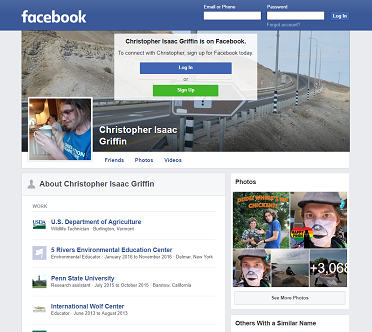 facebook
Email or Phone
Password
Log In
Forgot account?
Christopher Isaac Griffin is on Facebook.
To connect with Christopher, sign up for Facebook today.
Log In
or
Sign Up
Christopher Isaac
Griffin
Friends Photos Videos
About Christopher Isaac Griffin
WORK
USDA
U.S. Department of Agriculture
Wildlife Technician · Burlington, Vermont
5 Rivers Environmental Education Center
Environmental Educator · January 2016 to November 2016 · Delmar, New York
Penn State University
Research assistant · July 2015 to October 2015 · Barstow, California
International Wolf Center
Educator · June 2013 to August 2013
Photos
+3,068
See More Photos
Others With a Similar Name